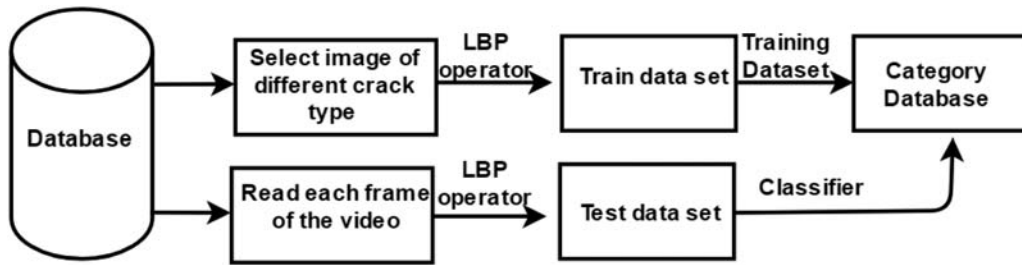 Database
Select image of
different crack
type
LBP
operator
Train data set
Training
Dataset
Category
Database
Read each frame
of the video
LBP
operator
Test data set
Classifier